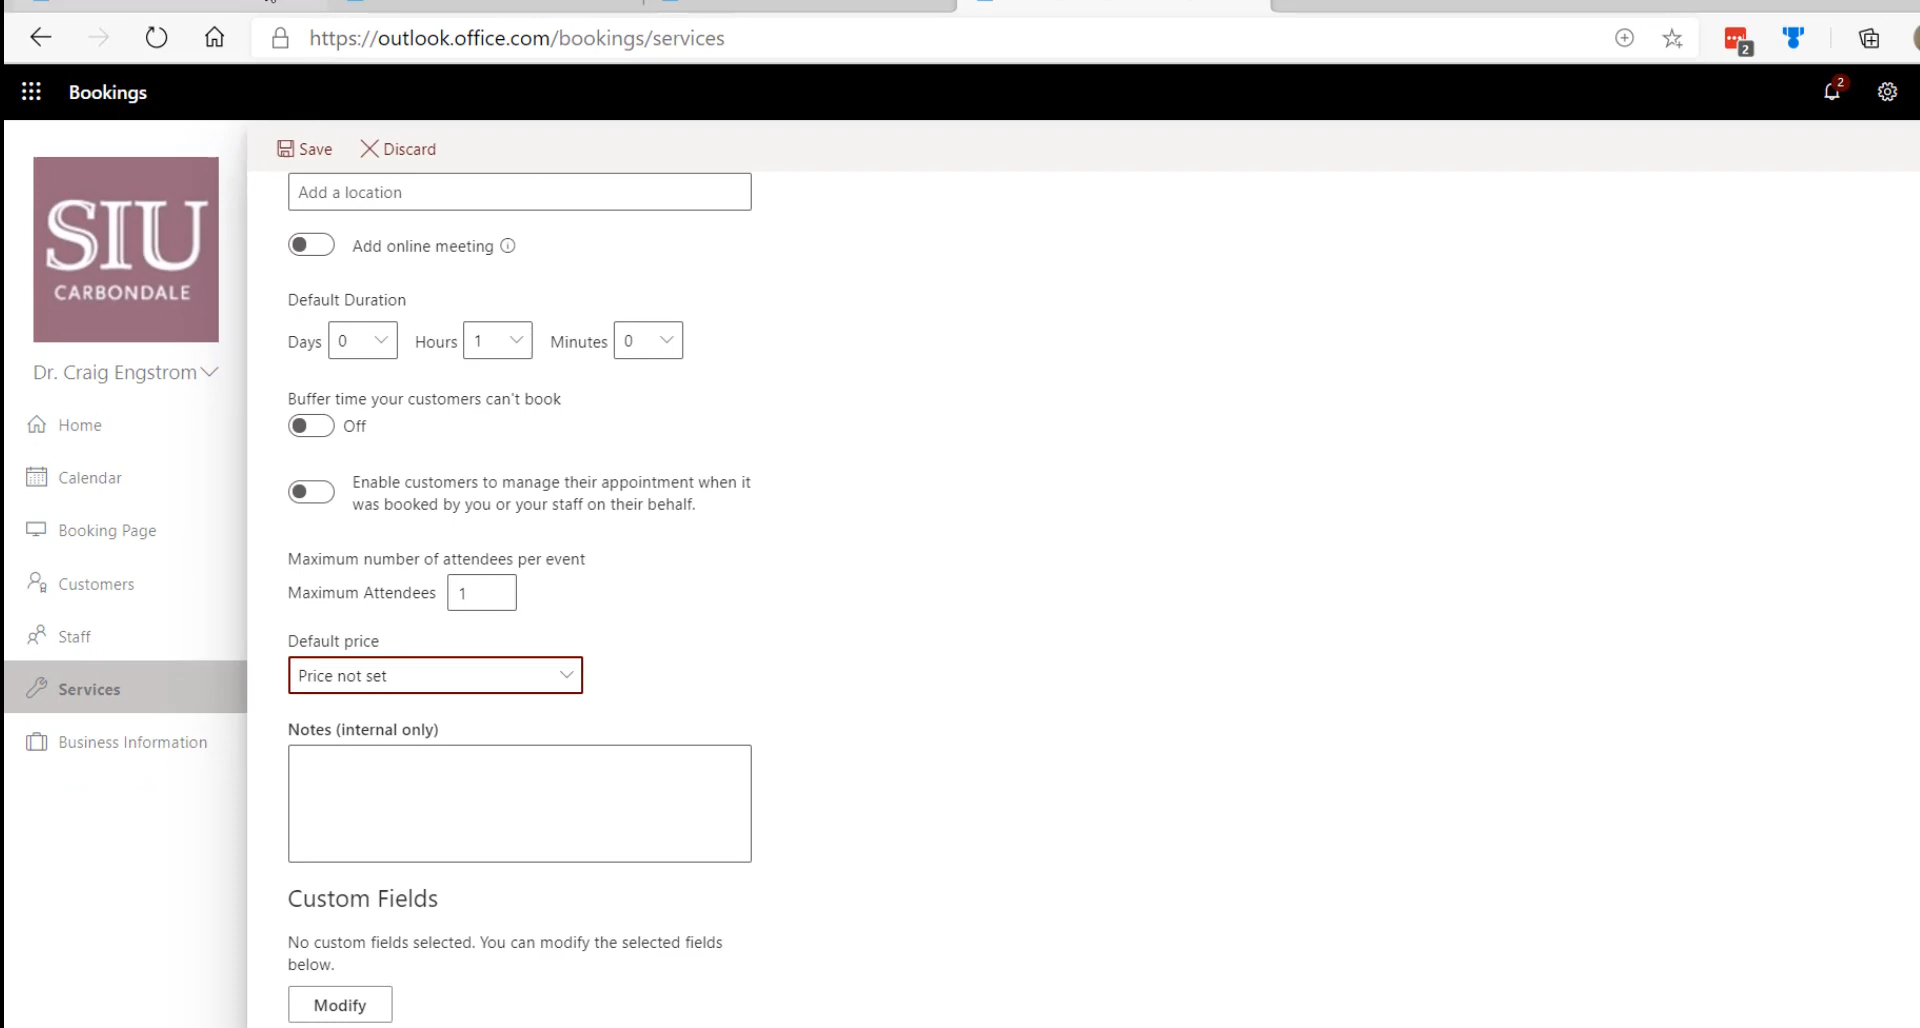 https://outlook.office.com/bookings/services
2
Bookings
2
Save
Discard
SIU
CARBONDALE
Dr. Craig Engstrom
Home
Calendar
Booking Page
Customers
Staff
Services
Business Information
Add a location
Add online meeting
Default Duration
Days 0 Hours 1 Minutes 0
Buffer time your customers can't book
Off
Enable customers to manage their appointment when it
was booked by you or your staff on their behalf.
Maximum number of attendees per event
Maximum Attendees 1
Default price
Price not set
Notes (internal only)
Custom Fields
No custom fields selected. You can modify the selected fields
below.
Modify